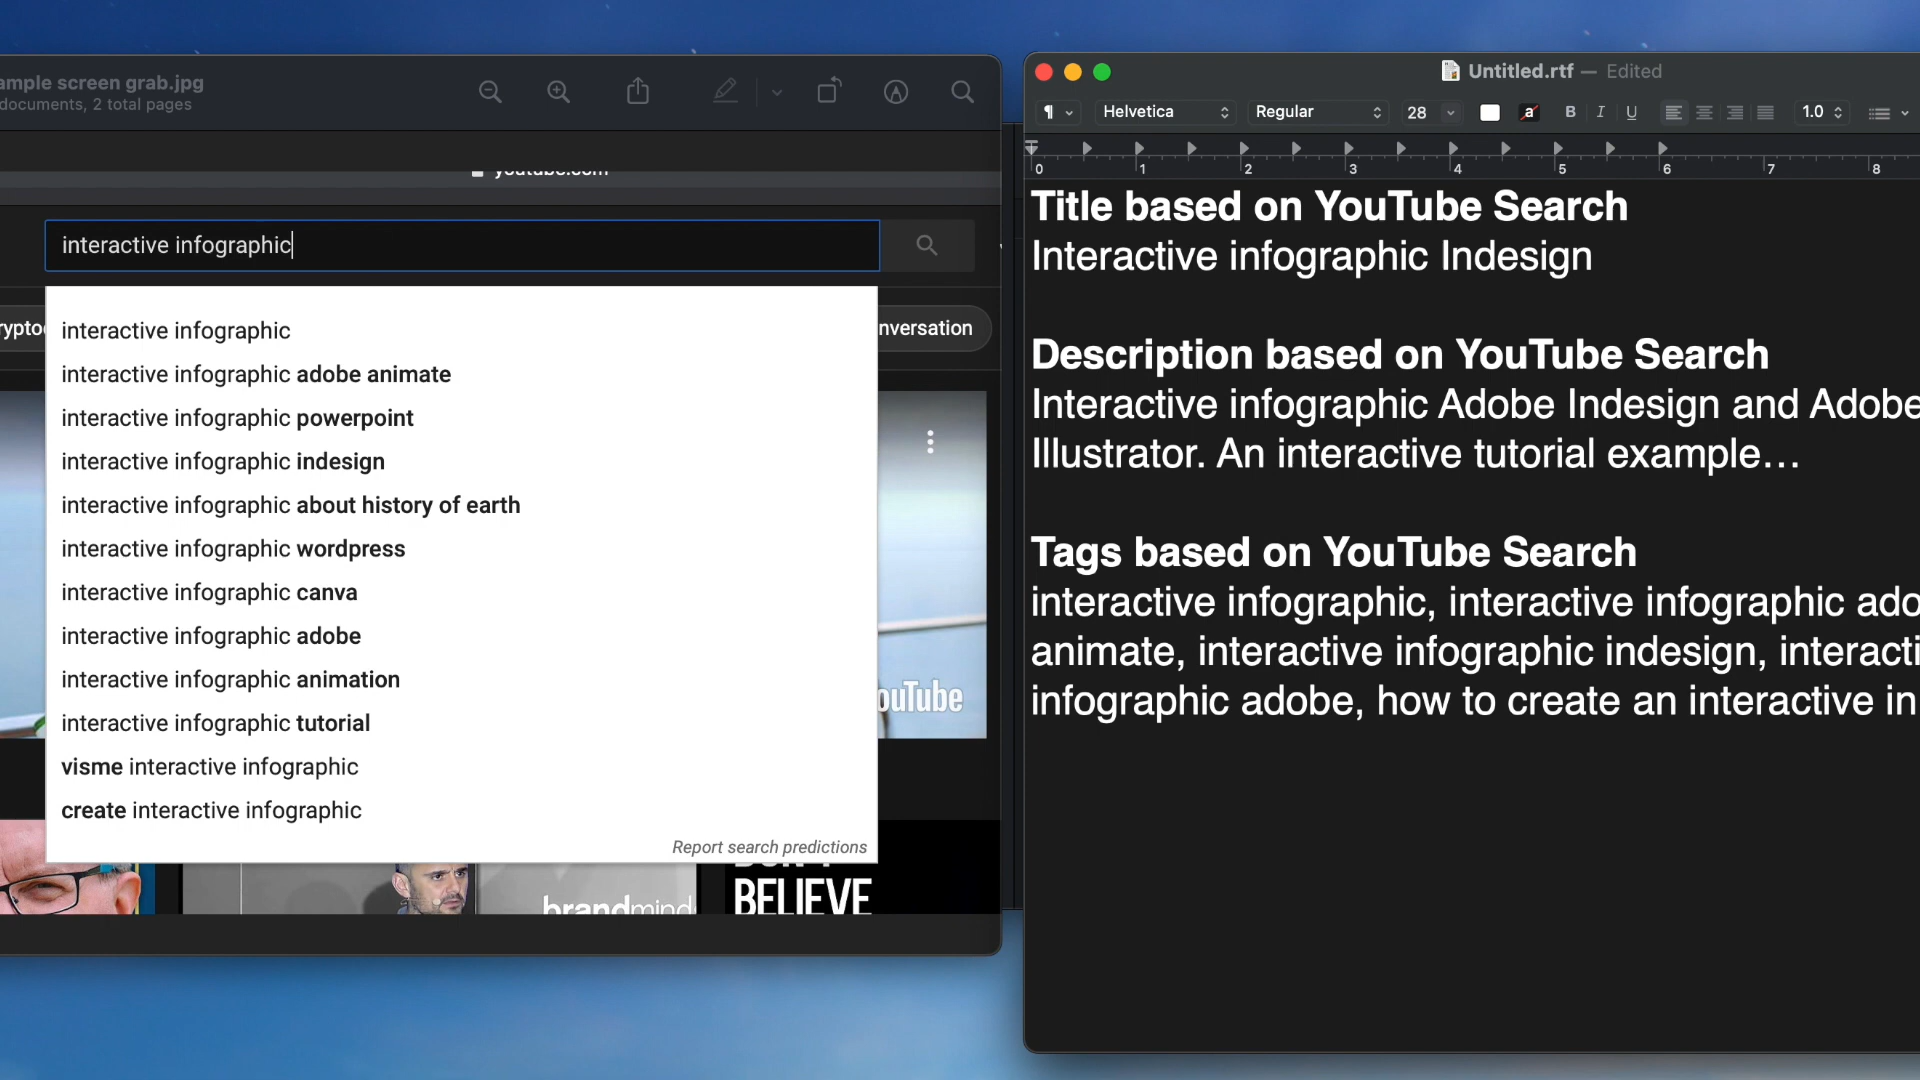 ample screen grab.jpg
documents, 2 total pages
youtube.com
interactive infographic
interactive infographic
interactive infographic adobe animate
interactive infographic powerpoint
interactive infographic indesign
interactive infographic about history of earth
interactive infographic wordpress
interactive infographic canva
interactive infographic adobe
interactive infographic animation
interactive infographic tutorial
visme interactive infographic
create interactive infographic
Report search predictions
rypto
nversation
ouTube
brandmind
DON'T
BELIEVE
Untitled.rtf — Edited
¶ Helvetica Regular 28 a B I U 1.0
0 1 2 3 4 5 6 7 8
Title based on YouTube Search
Interactive infographic Indesign
Description based on YouTube Search
Interactive infographic Adobe Indesign and Adobe
Illustrator. An interactive tutorial example…
Tags based on YouTube Search
interactive infographic, interactive infographic ado
animate, interactive infographic indesign, interacti
infographic adobe, how to create an interactive in